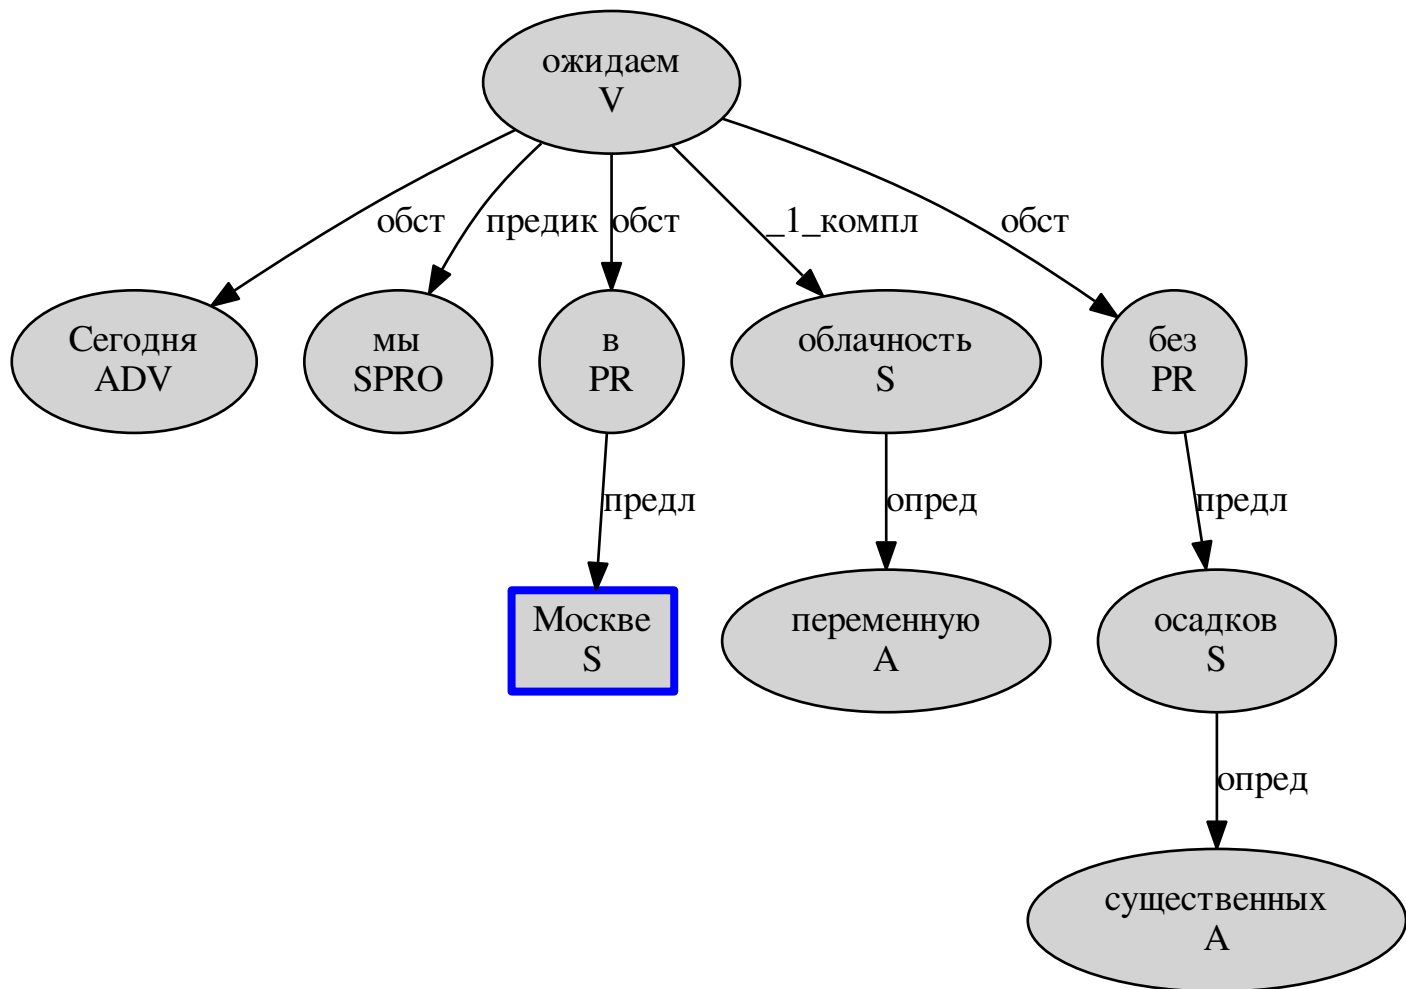 ожидаем
V
обст
предик
обст
_1_компл
обст
Сегодня
ADV
мы
SPRO
в
PR
облачность
S
без
PR
предл
опред
предл
Москве
S
переменную
A
осадков
S
опред
существенных
A